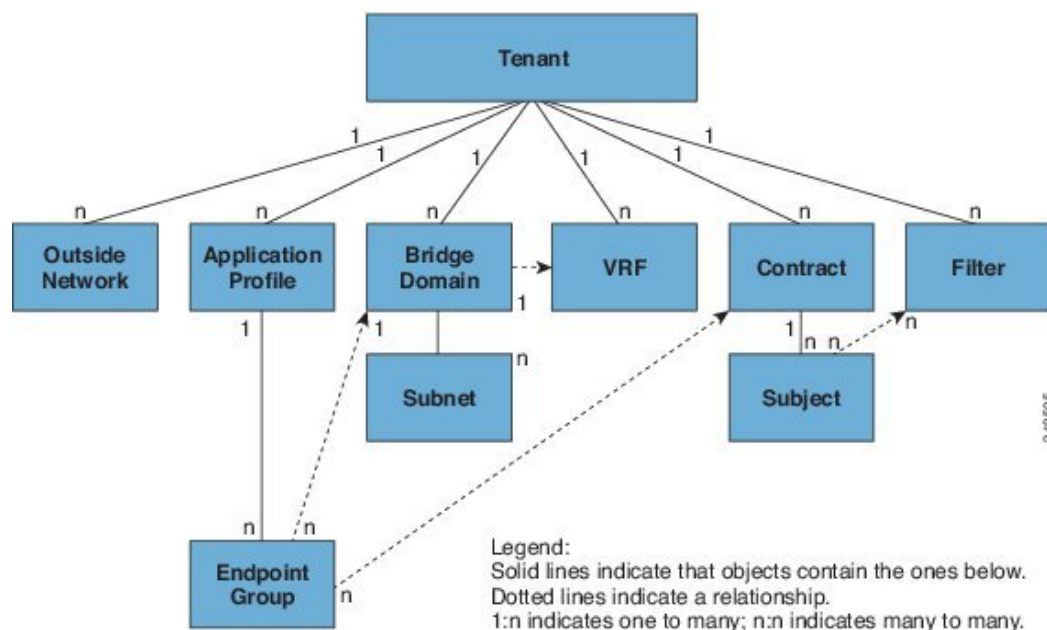 Tenant
1
1
1
1
1
1
n
n
n
n
n
n
Outside
Network
Application
Profile
Bridge
Domain
VRF
Contract
Filter
1
1
1
1
n
n
n
n
Subnet
Subject
n
n
Endpoint
Group
n
Legend:
Solid lines indicate that objects contain the ones below.
Dotted lines indicate a relationship.
1:n indicates one to many; n:n indicates many to many.